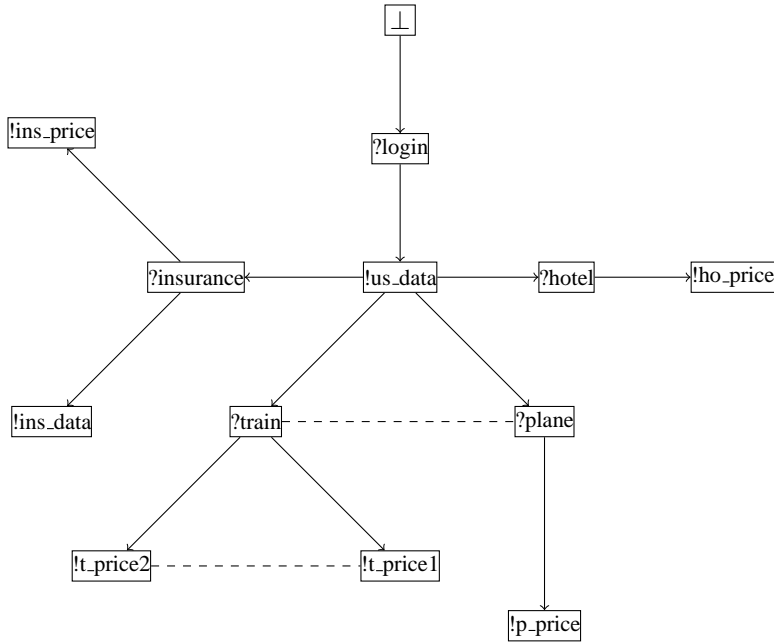 ⊥
!ins_price
?login
?insurance
!us_data
?hotel
!ho_price
!ins_data
?train
?plane
!t_price2
!t_price1
!p_price